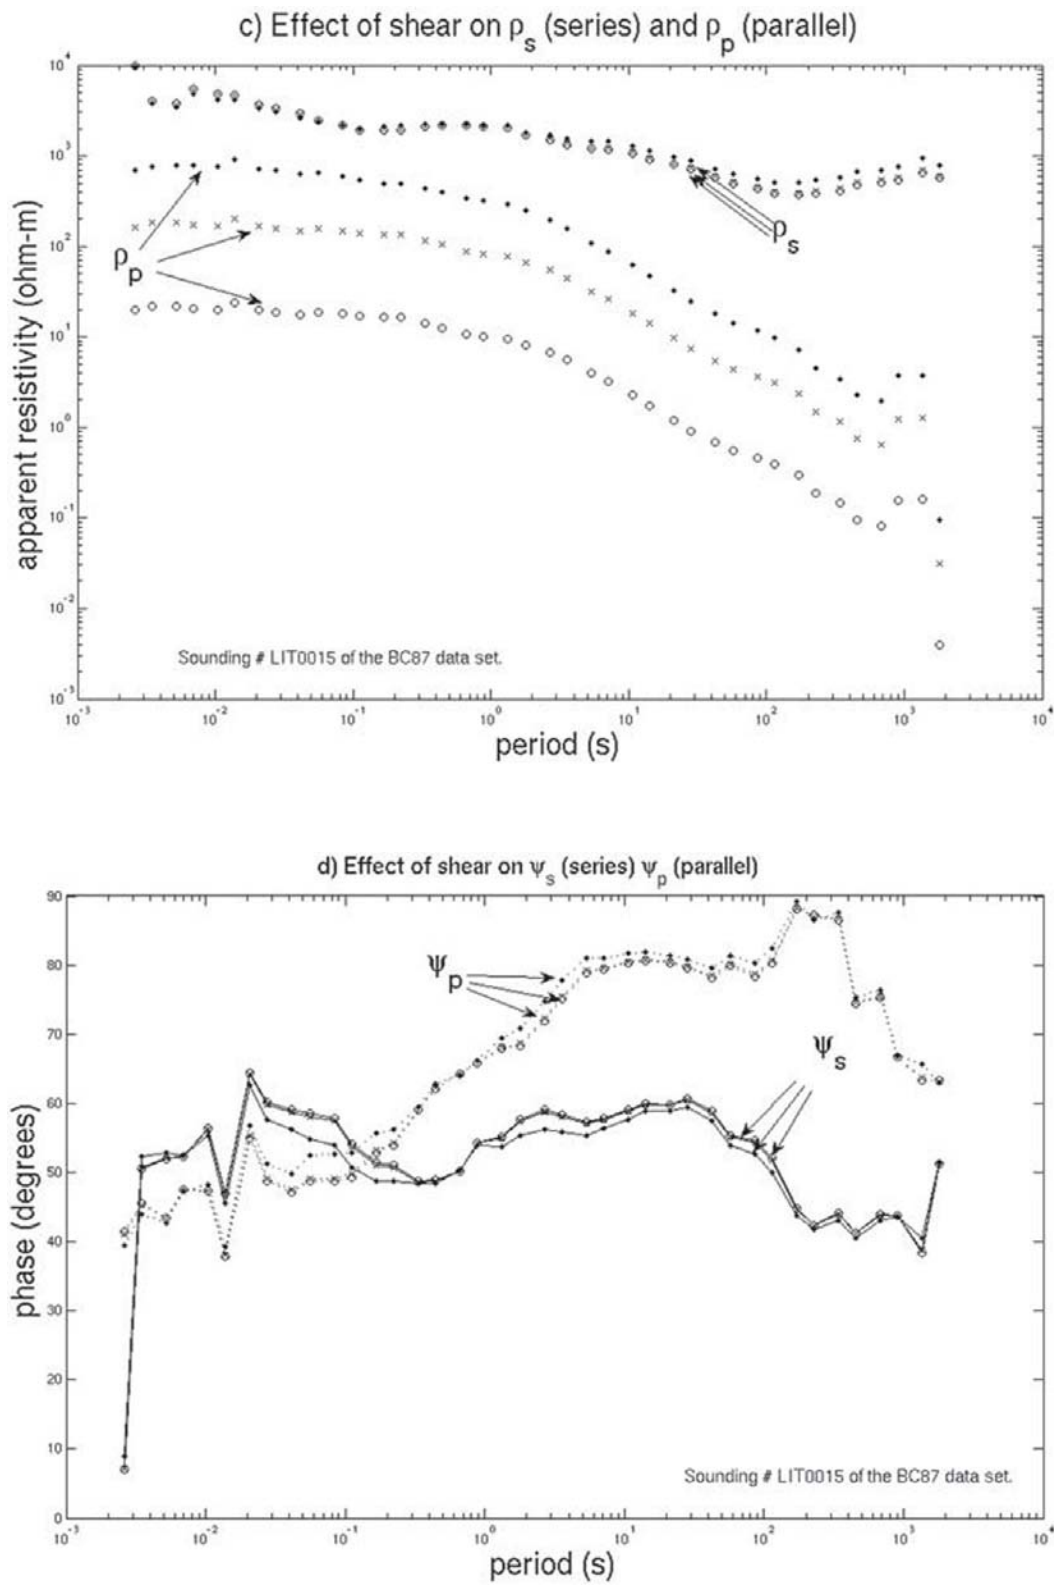 c) Effect of shear on ρs (series) and ρp (parallel)
10^4
10^3
10^2
10^1
10^0
10^-1
10^-2
10^-3
apparent resistivity (ohm-m)
ρp
ρs
Sounding # LIT0015 of the BC87 data set.
10^-3 10^-2 10^-1 10^0 10^1 10^2 10^3 10^4
period (s)
d) Effect of shear on ψs (series) ψp (parallel)
90
80
70
60
50
40
30
20
10
0
phase (degrees)
ψp
ψs
Sounding # LIT0015 of the BC87 data set.
10^-3 10^-2 10^-1 10^0 10^1 10^2 10^3 10^4
period (s)